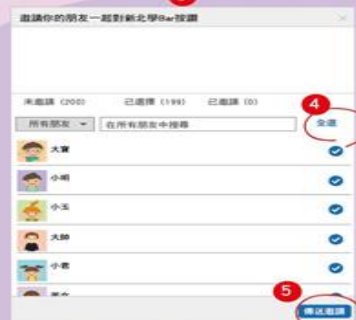 邀請你的朋友一起對新北學Bar按讚
未邀請 (200) 已選擇 (199) 已邀請 (0)
4
所有朋友 在所有朋友中搜尋 全選
大寶
小明
小玉
大帥
小君
5
傳送邀請